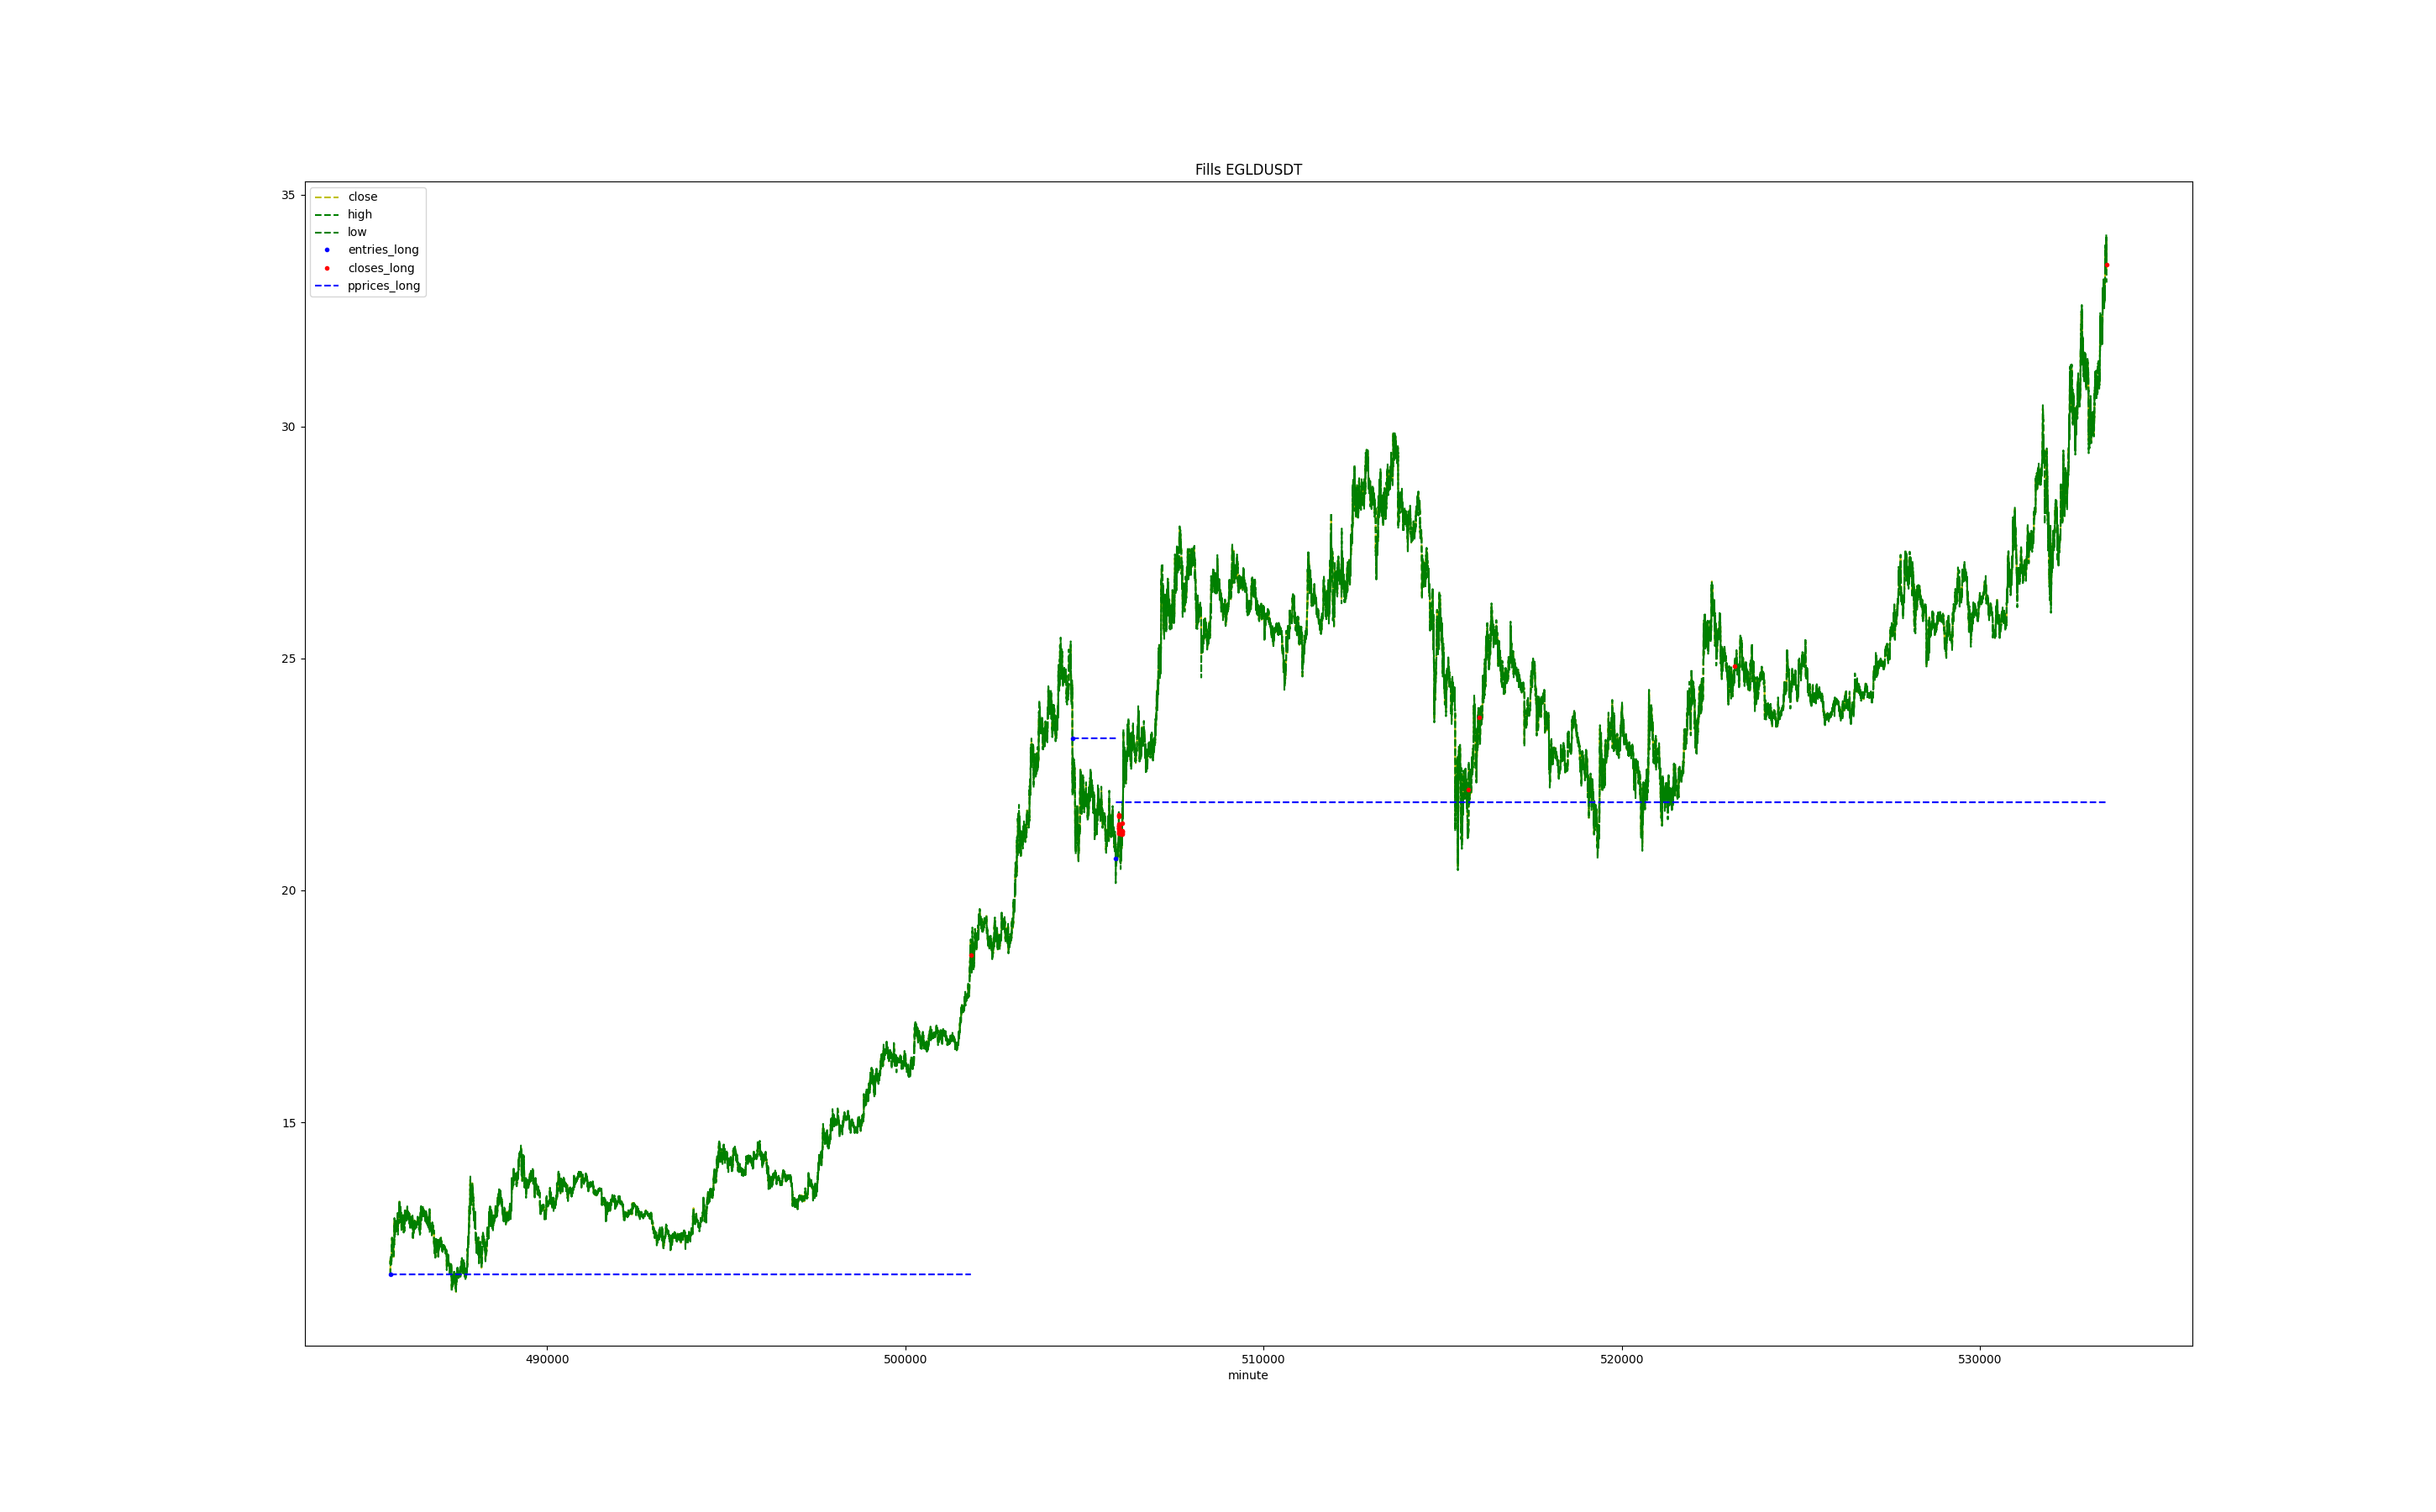 Fills EGLDUSDT
35
30
25
20
15
close
high
low
entries_long
closes_long
pprices_long
490000
500000
510000
520000
530000
minute